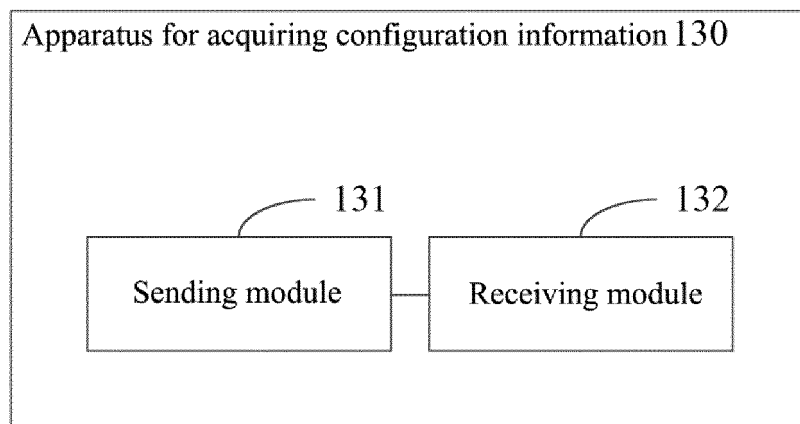 Apparatus for acquiring configuration information 130
131 132
Sending module Receiving module